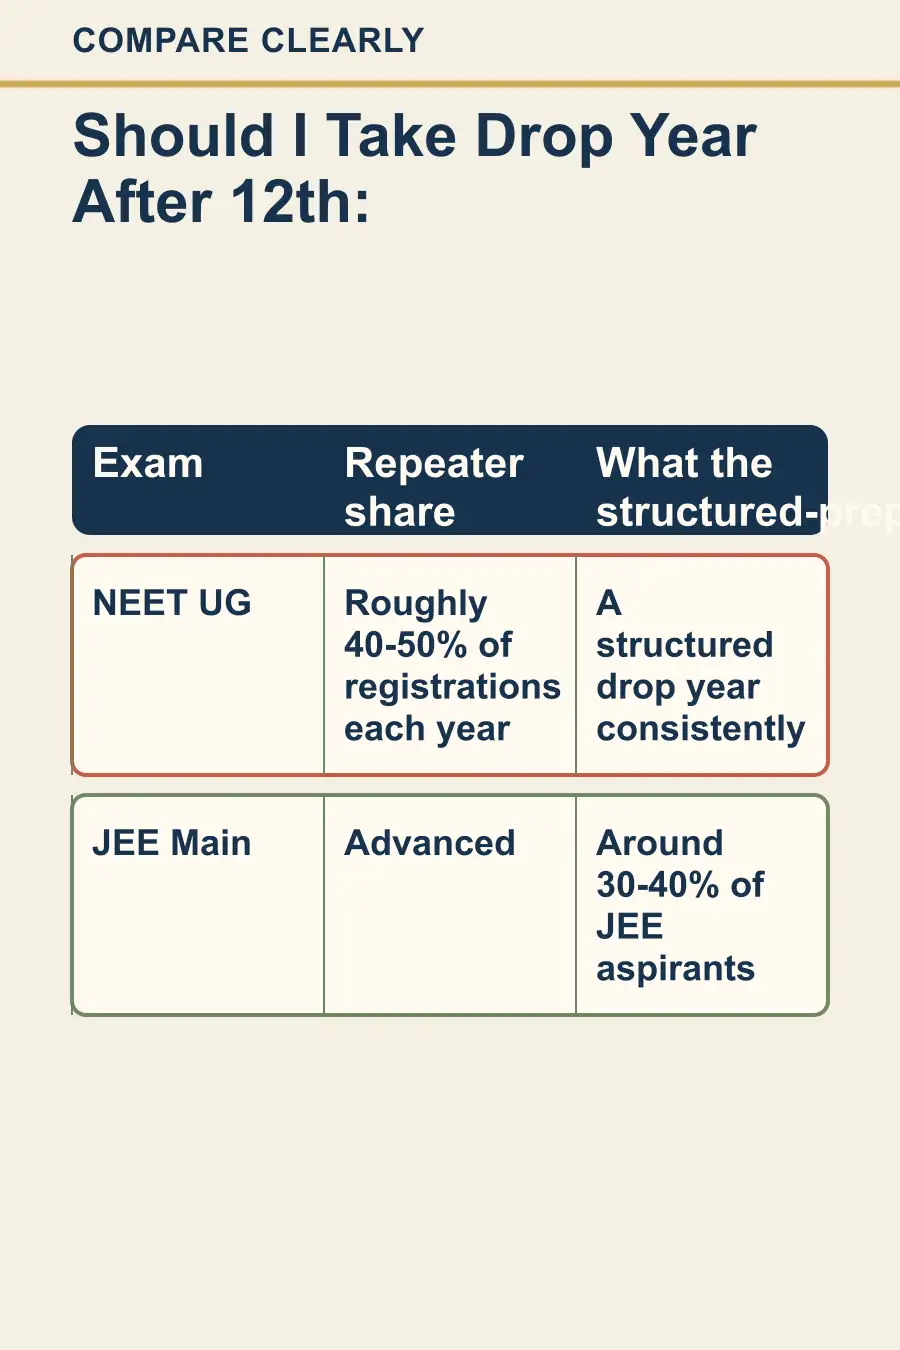 COMPARE CLEARLY
Should I Take Drop Year
After 12th:
Exam
Repeater
share
What the
structured-prep
NEET UG
Roughly
40-50% of
registrations
each year
A
structured
drop year
consistently
JEE Main
Advanced
Around
30-40% of
JEE
aspirants